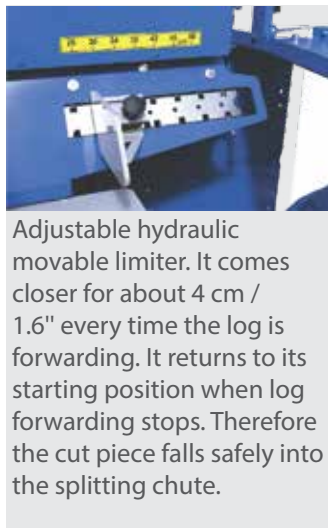 Adjustable hydraulic
movable limiter. It comes
closer for about 4 cm /
1.6" every time the log is
forwarding. It returns to its
starting position when log
forwarding stops. Therefore
the cut piece falls safely into
the splitting chute.